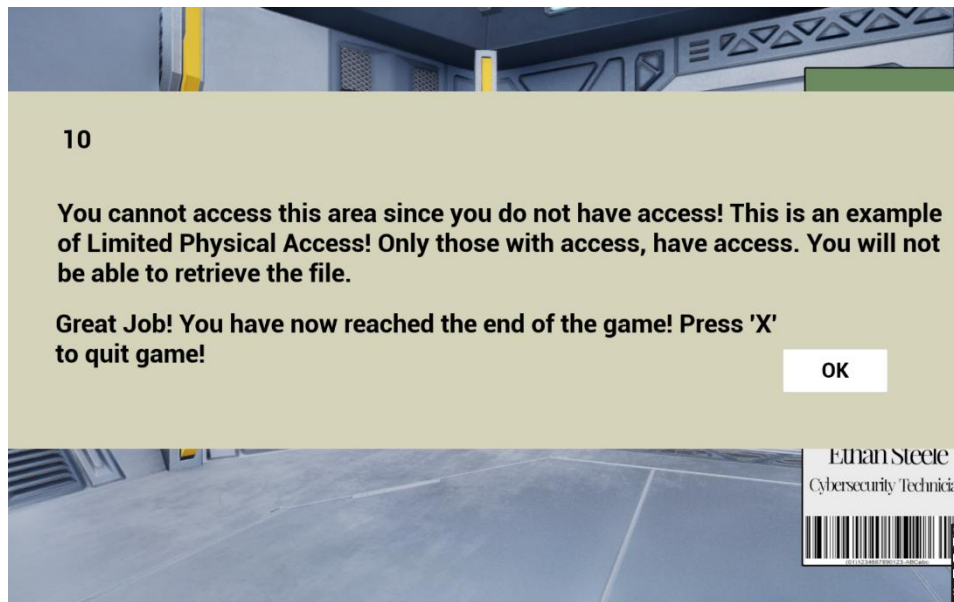 10
You cannot access this area since you do not have access! This is an example
of Limited Physical Access! Only those with access, have access. You will not
be able to retrieve the file.
Great Job! You have now reached the end of the game! Press 'X'
to quit game!
OK
Ethan Steele
Cybersecurity Technicia